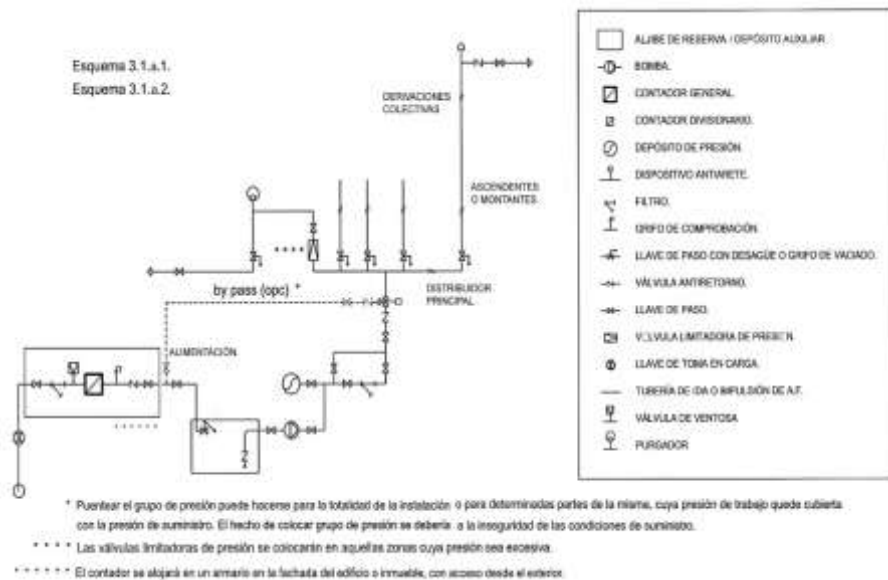 Esquema 3.1.a.1.
Esquema 3.1.a.2.
DERIVACIONES
COLECTIVAS
ASCENDENTES
O MONTANTES.
* * * *
by pass (opc) *
DISTRIBUIDOR
PRINCIPAL
ALIMENTACIÓN
* * * * * *
ALJIBE DE RESERVA / DEPÓSITO AUXILIAR.
BOMBA.
CONTADOR GENERAL.
CONTADOR DIVISIONARIO.
DEPÓSITO DE PRESIÓN.
DISPOSITIVO ANTIARIETE.
FILTRO.
GRIFO DE COMPROBACIÓN.
LLAVE DE PASO CON DESAGÜE O GRIFO DE VACIADO.
VÁLVULA ANTIRETORNO.
LLAVE DE PASO.
VÁLVULA LIMITADORA DE PRESIÓN.
LLAVE DE TOMA EN CARGA.
TUBERÍA DE IDA O IMPULSIÓN DE A.F.
VÁLVULA DE VENTOSA
PURGADOR
* Puentear el grupo de presión puede hacerse para la totalidad de la instalación o para determinadas partes de la misma, cuya presión de trabajo quede cubierta
con la presión de suministro. El hecho de colocar grupo de presión se debería a la inseguridad de las condiciones de suministro.
* * * * Las válvulas limitadoras de presión se colocarán en aquellas zonas cuya presión sea excesiva.
* * * * * * El contador se alojará en un armario en la fachada del edificio o inmueble, con acceso desde el exterior.